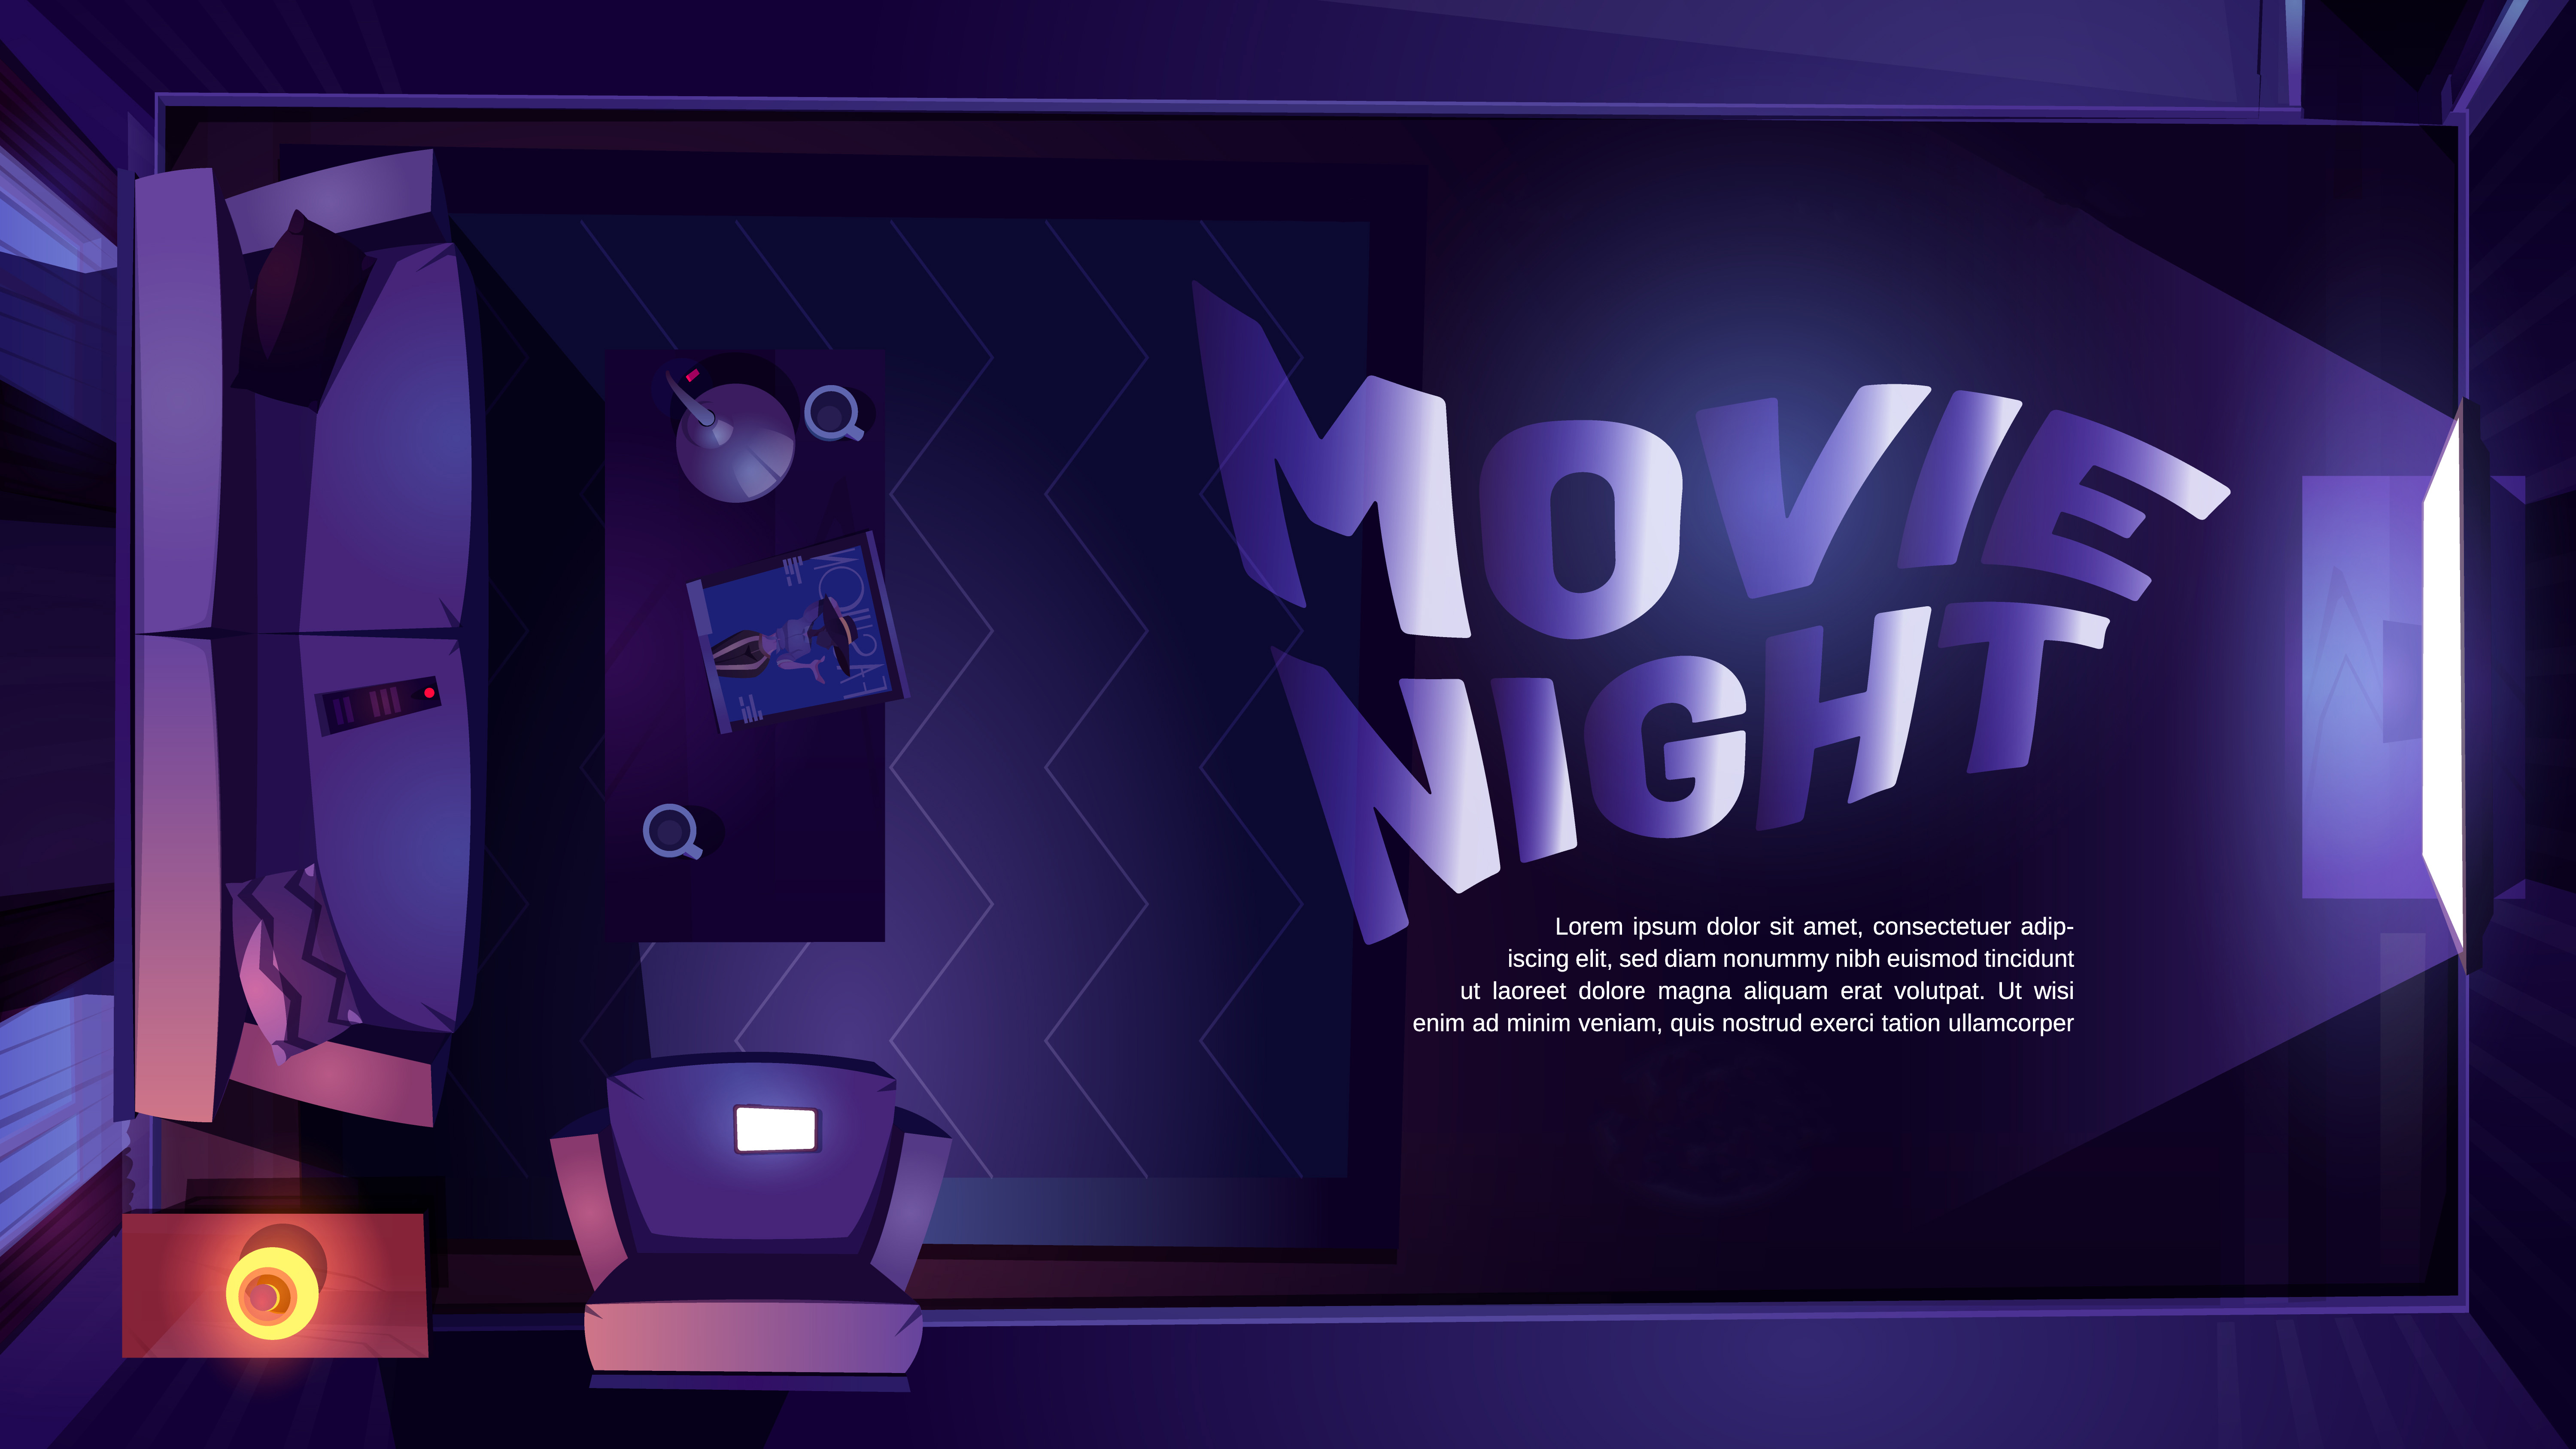 MOVIE
NIGHT
Lorem ipsum dolor sit amet, consectetuer adip-
iscing elit, sed diam nonummy nibh euismod tincidunt
ut laoreet dolore magna aliquam erat volutpat. Ut wisi
enim ad minim veniam, quis nostrud exerci tation ullamcorper